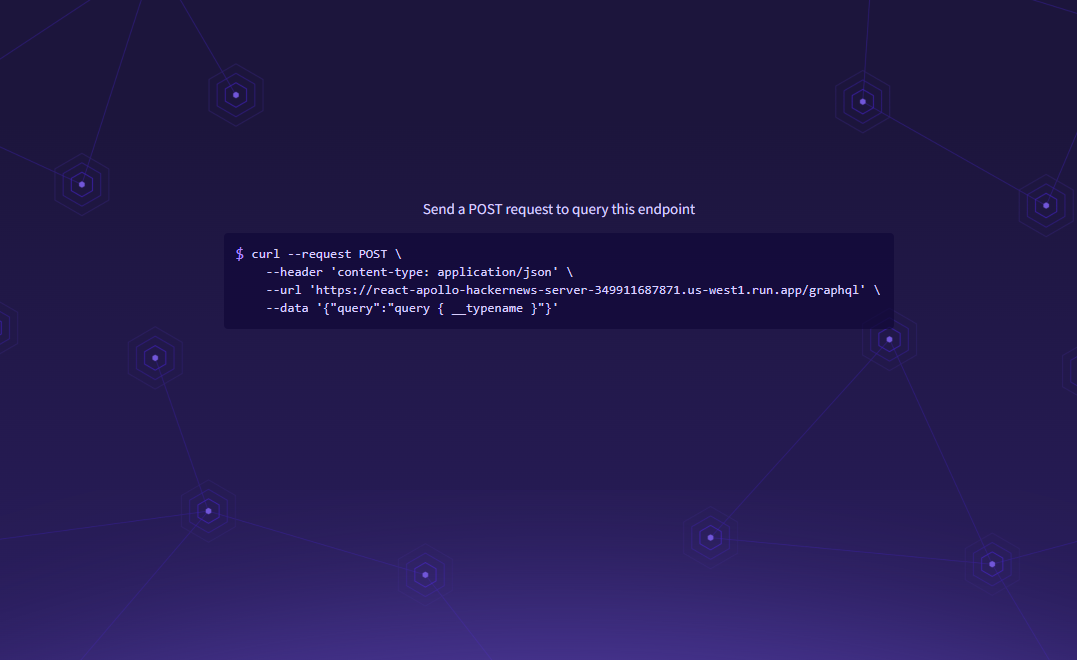 Send a POST request to query this endpoint
$ curl --request POST \
--header 'content-type: application/json' \
--url 'https://react-apollo-hackernews-server-349911687871.us-west1.run.app/graphql' \
--data '{"query":"query { __typename }"}'